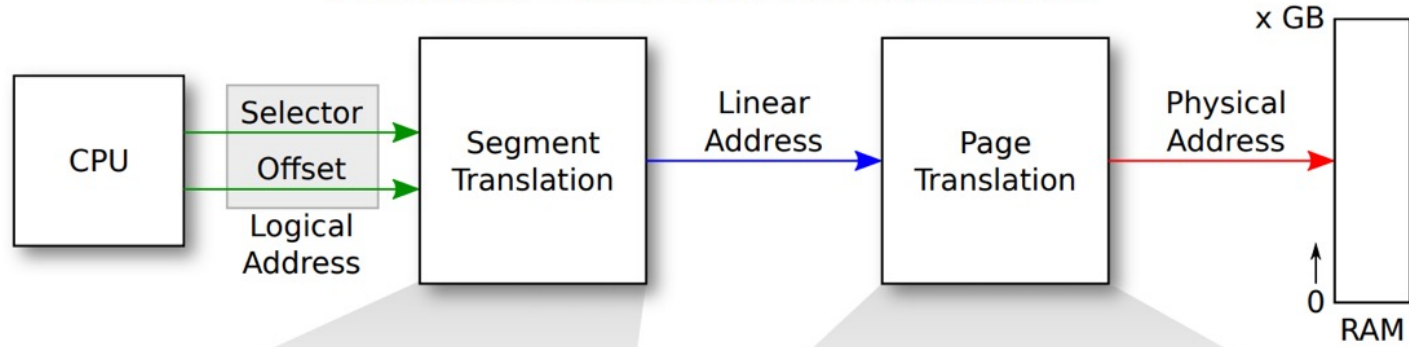 x GB
CPU
Selector
Offset
Logical
Address
Segment
Translation
Linear
Address
Page
Translation
Physical
Address
0
RAM